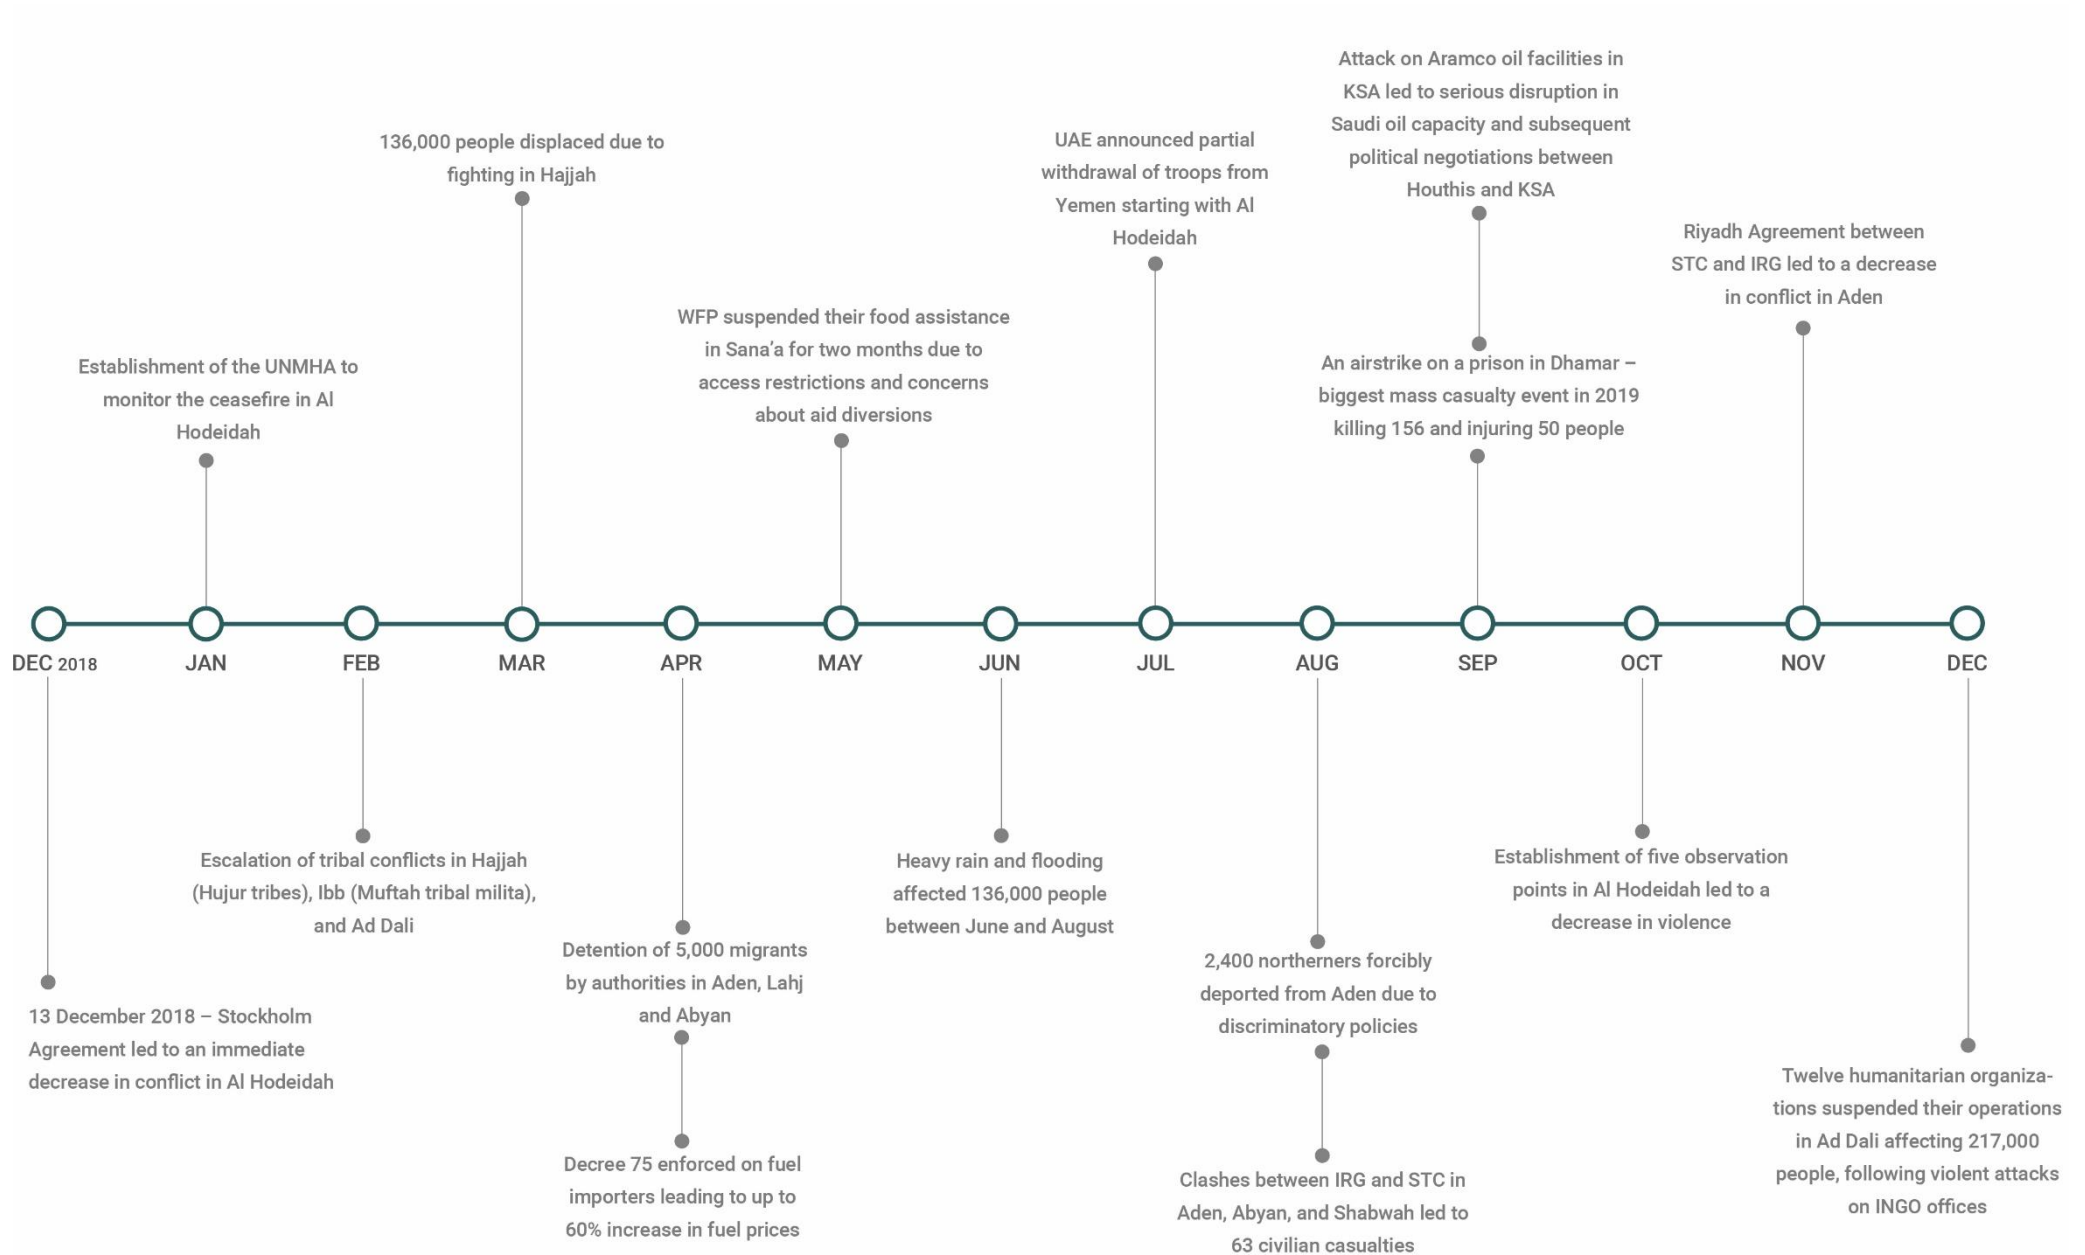 Attack on Aramco oil facilities in
KSA led to serious disruption in
Saudi oil capacity and subsequent
political negotiations between
Houthis and KSA
136,000 people displaced due to
fighting in Hajjah
UAE announced partial
withdrawal of troops from
Yemen starting with Al
Hodeidah
Riyadh Agreement between
STC and IRG led to a decrease
in conflict in Aden
WFP suspended their food assistance
in Sana’a for two months due to
access restrictions and concerns
about aid diversions
Establishment of the UNMHA to
monitor the ceasefire in Al
Hodeidah
An airstrike on a prison in Dhamar –
biggest mass casualty event in 2019
killing 156 and injuring 50 people
DEC 2018 JAN FEB MAR APR MAY JUN JUL AUG SEP OCT NOV DEC
Escalation of tribal conflicts in Hajjah
(Hujur tribes), Ibb (Muftah tribal milita),
and Ad Dali
Heavy rain and flooding
affected 136,000 people
between June and August
Establishment of five observation
points in Al Hodeidah led to a
decrease in violence
Detention of 5,000 migrants
by authorities in Aden, Lahj
and Abyan
2,400 northerners forcibly
deported from Aden due to
discriminatory policies
13 December 2018 – Stockholm
Agreement led to an immediate
decrease in conflict in Al Hodeidah
Twelve humanitarian organiza-
tions suspended their operations
in Ad Dali affecting 217,000
people, following violent attacks
on INGO offices
Decree 75 enforced on fuel
importers leading to up to
60% increase in fuel prices
Clashes between IRG and STC in
Aden, Abyan, and Shabwah led to
63 civilian casualties